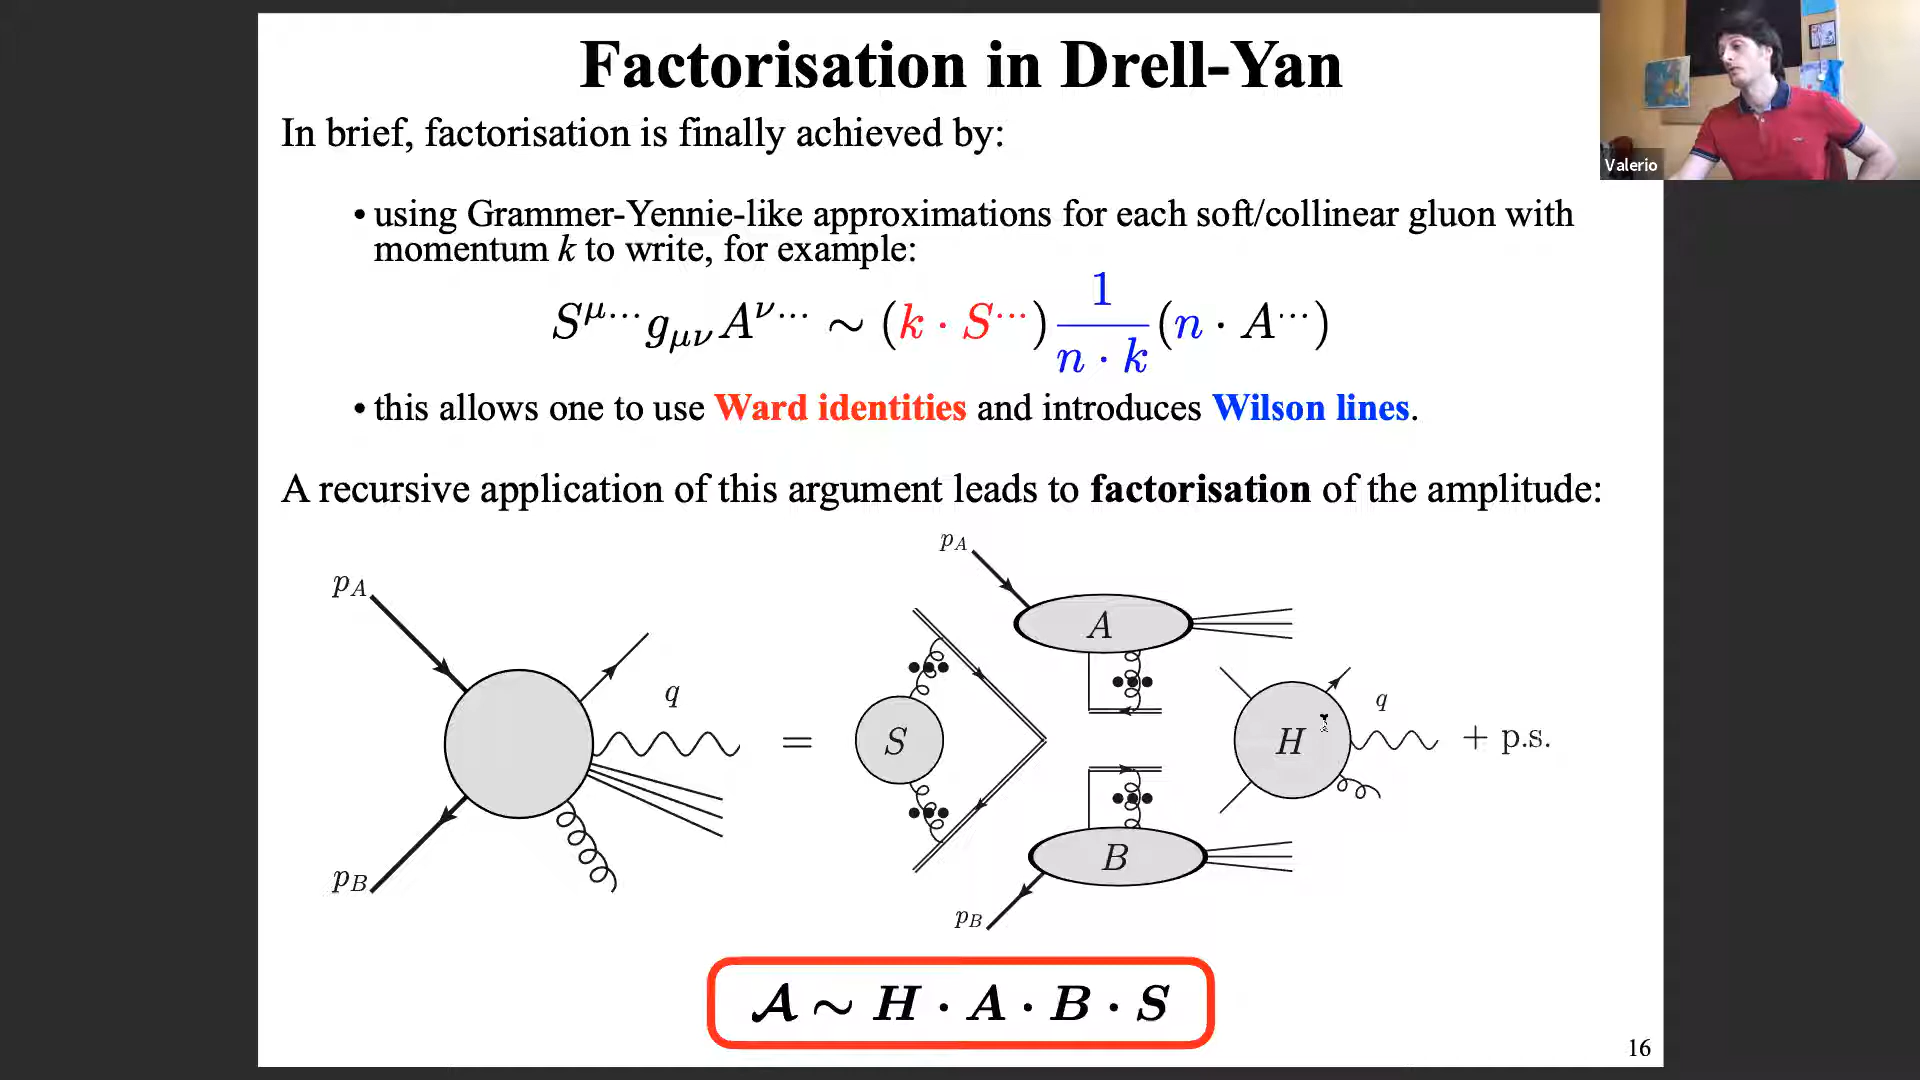 Factorisation in Drell-Yan
Valerio
In brief, factorisation is finally achieved by:
• using Grammer-Yennie-like approximations for each soft/collinear gluon with
momentum k to write, for example:
S^{μ···} g_{μν} A^{ν···} ∼ (k · S^{···}) \frac{1}{n · k} (n · A^{···})
• this allows one to use Ward identities and introduces Wilson lines.
A recursive application of this argument leads to factorisation of the amplitude:
p_A
q
p_B
=
S
p_A
A
B
p_B
H
q
+ p.s.
𝒜 ∼ H · A · B · S
16